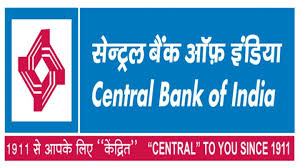 सेन्ट्रल बैंक ऑफ़ इंडिया
Central Bank of India
1911 से आपके लिए “केंद्रित” “CENTRAL” TO YOU SINCE 1911